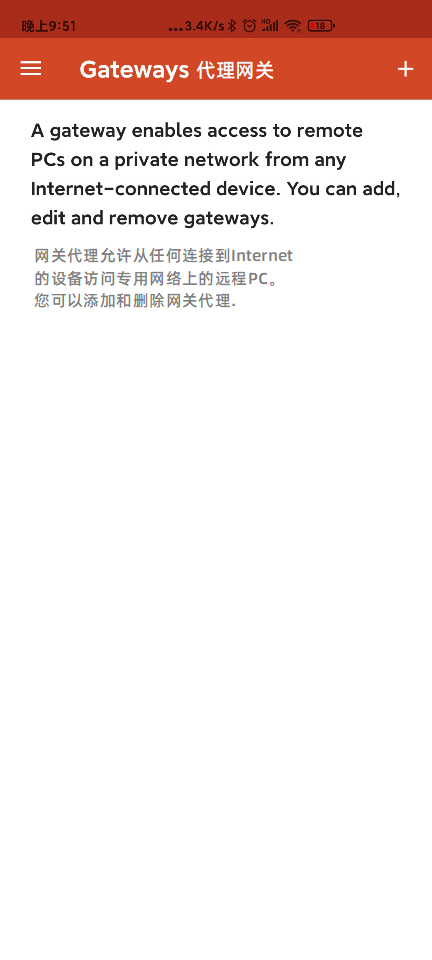 晚上9:51
...3.4K/s HD 18
Gateways 代理网关
A gateway enables access to remote
PCs on a private network from any
Internet-connected device. You can add,
edit and remove gateways.
网关代理允许从任何连接到Internet
的设备访问专用网络上的远程PC。
您可以添加和删除网关代理.